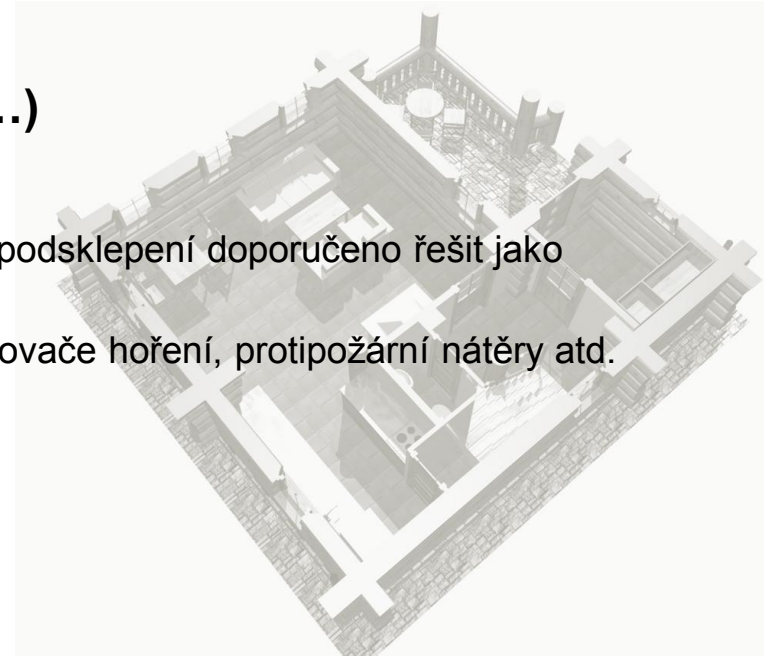 ..)
podsklepení doporučeno řešit jako
ovače hoření, protipožární nátěry atd.